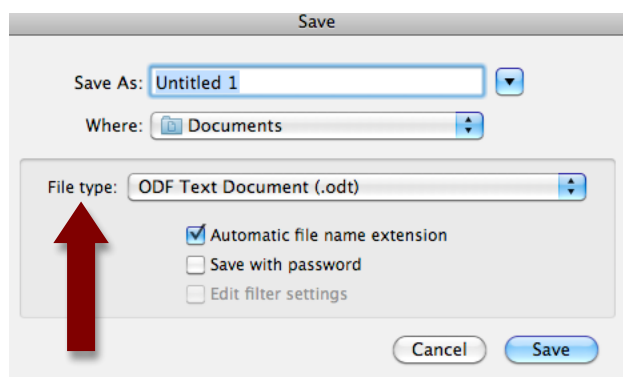 Save
Save As: Untitled 1
Where: Documents
File type: ODF Text Document (.odt)
Automatic file name extension
Save with password
Edit filter settings
Cancel Save